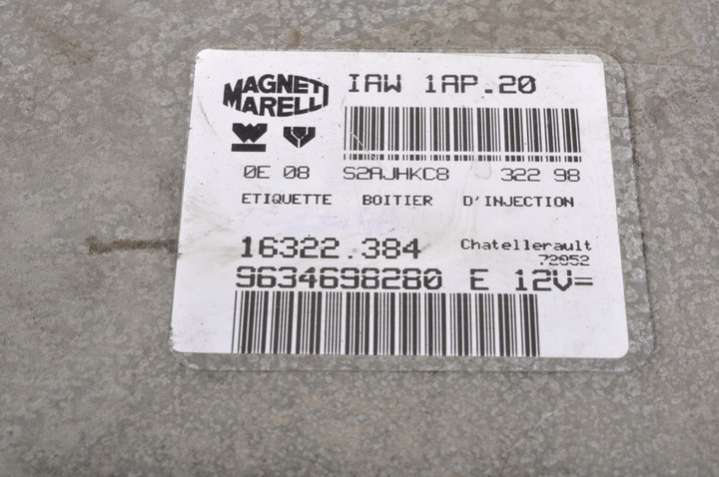 MAGNETI
MARELLI
IAW 1AP.20
0E 08 S2AJHKC8 322 98
ETIQUETTE BOITIER D'INJECTION
16322.384 Chatellerault
72052
9634698280 E 12V=